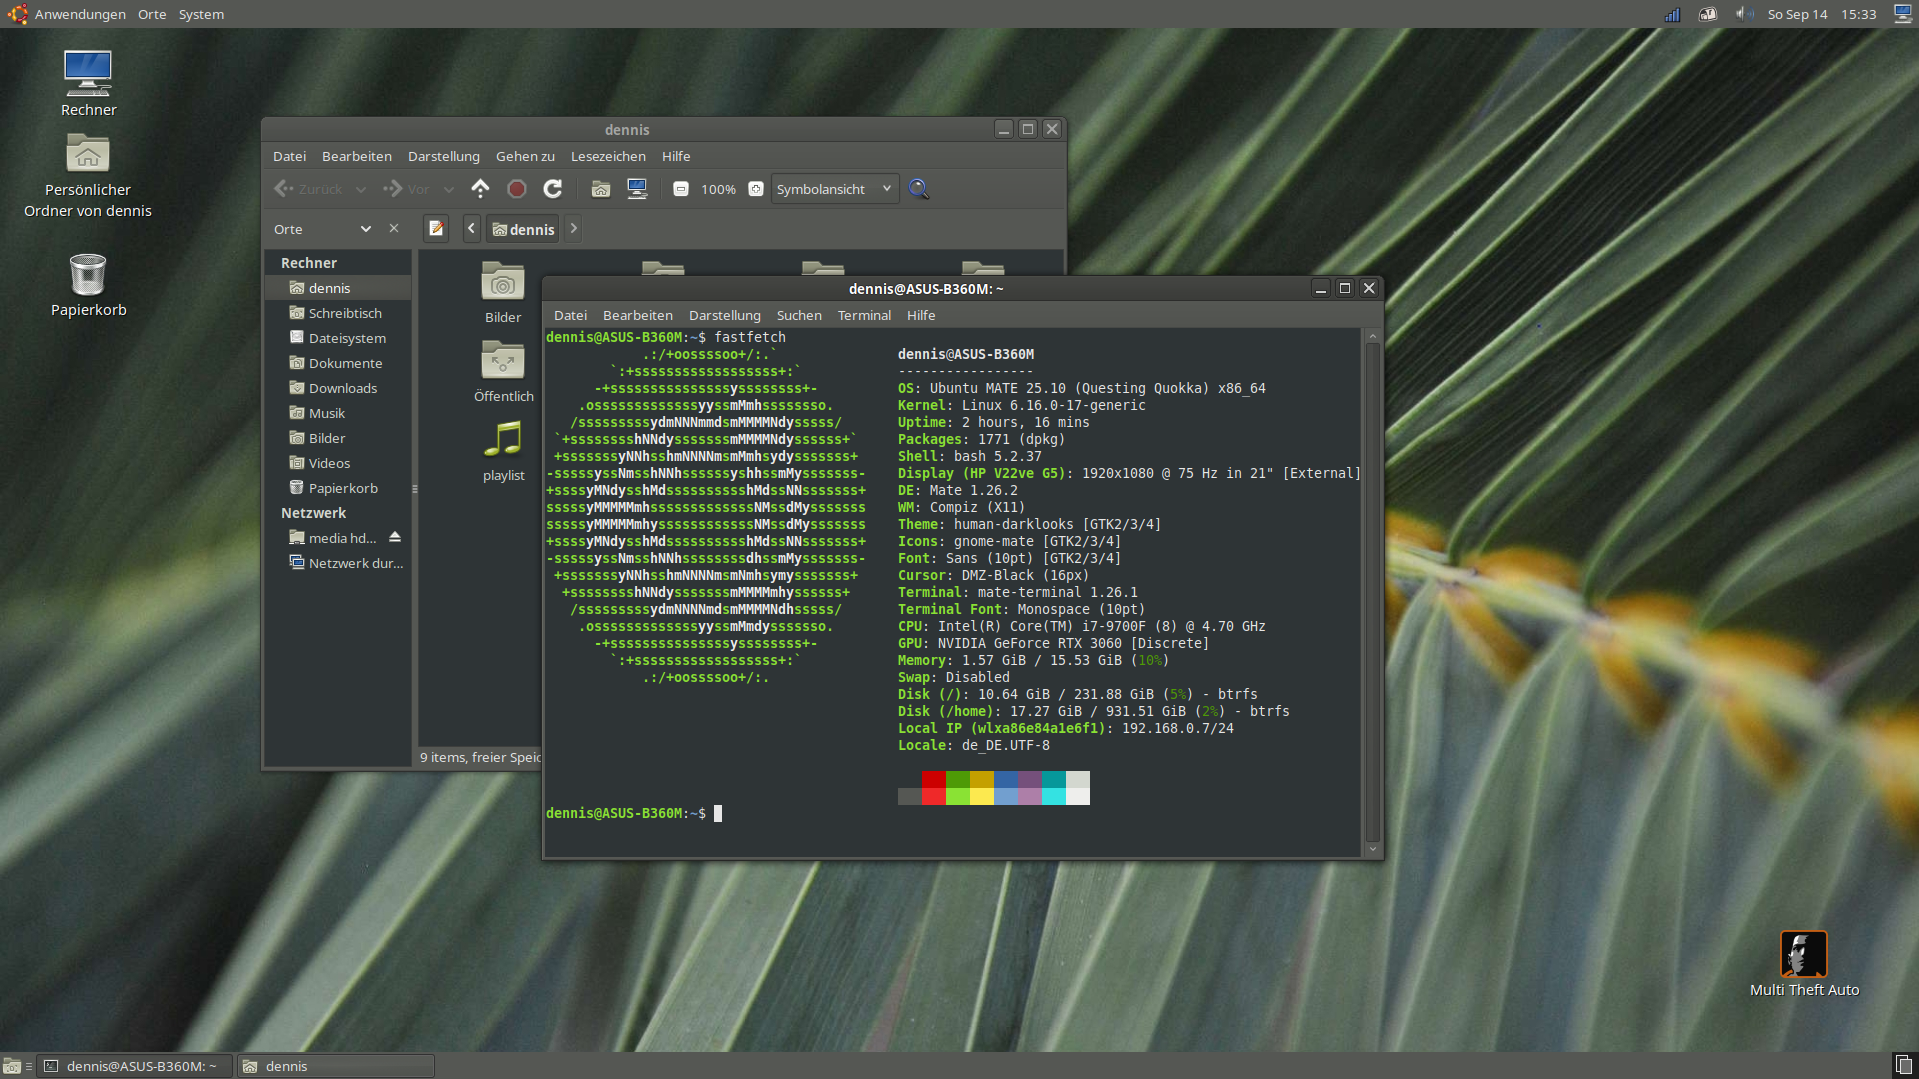 Anwendungen Orte System
So Sep 14 15:33
Rechner
Persönlicher
Ordner von dennis
Papierkorb
dennis
Datei Bearbeiten Darstellung Gehen zu Lesezeichen Hilfe
Zurück Vor 100% Symbolansicht
Orte dennis
Rechner
dennis
Schreibtisch
Dateisystem
Dokumente
Downloads
Musik
Bilder
Videos
Papierkorb
Netzwerk
media hd...
Netzwerk dur...
Bilder
Öffentlich
playlist
9 items, freier Speic
dennis@ASUS-B360M: ~
Datei Bearbeiten Darstellung Suchen Terminal Hilfe
dennis@ASUS-B360M:~$ fastfetch
.:/+oossssoo+/:.` dennis@ASUS-B360M
`:+ssssssssssssssssss+:` -----------------
-+sssssssssssssssyssssssss+- OS: Ubuntu MATE 25.10 (Questing Quokka) x86_64
.osssssssssssssyyssmMmhsssssssso. Kernel: Linux 6.16.0-17-generic
/sssssssssydmNNNmmdsmMMMMNdysssss/ Uptime: 2 hours, 16 mins
`+sssssssshNNdysssssssmMMMMNdyssssss+` Packages: 1771 (dpkg)
+sssssssyNNhsshmNNNNmsmMmhsydysssssss+ Shell: bash 5.2.37
-sssssyssNmsshNNhssssssyshhssmMysssssss- Display (HP V22ve G5): 1920x1080 @ 75 Hz in 21" [External]
+ssssyMNdysshMdsssssssssshMdssNNsssssss+ DE: Mate 1.26.2
sssssyMMMMMmhsssssssssssssNMssdMysssssss WM: Compiz (X11)
sssssyMMMMMmhyssssssssssssNMssdMysssssss Theme: human-darklooks [GTK2/3/4]
+ssssyMNdysshMdsssssssssshMdssNNsssssss+ Icons: gnome-mate [GTK2/3/4]
-sssssyssNmsshNNhssssssssdhssmMysssssss- Font: Sans (10pt) [GTK2/3/4]
+sssssssyNNhsshmNNNNmsmNmhsymysssssss+ Cursor: DMZ-Black (16px)
+sssssssshNNdysssssssmMMMMmhyssssss+ Terminal: mate-terminal 1.26.1
/sssssssssydmNNNNmdsmMMMMNdhsssss/ Terminal Font: Monospace (10pt)
.osssssssssssssyyssmMmdysssssso. CPU: Intel(R) Core(TM) i7-9700F (8) @ 4.70 GHz
-+sssssssssssssssyssssssss+- GPU: NVIDIA GeForce RTX 3060 [Discrete]
`:+ssssssssssssssssss+:` Memory: 1.57 GiB / 15.53 GiB (10%)
.:/+oossssoo+/:. Swap: Disabled
Disk (/): 10.64 GiB / 231.88 GiB (5%) - btrfs
Disk (/home): 17.27 GiB / 931.51 GiB (2%) - btrfs
Local IP (wlxa86e84a1e6f1): 192.168.0.7/24
Locale: de_DE.UTF-8
dennis@ASUS-B360M:~$
Multi Theft Auto
dennis@ASUS-B360M: ~ dennis